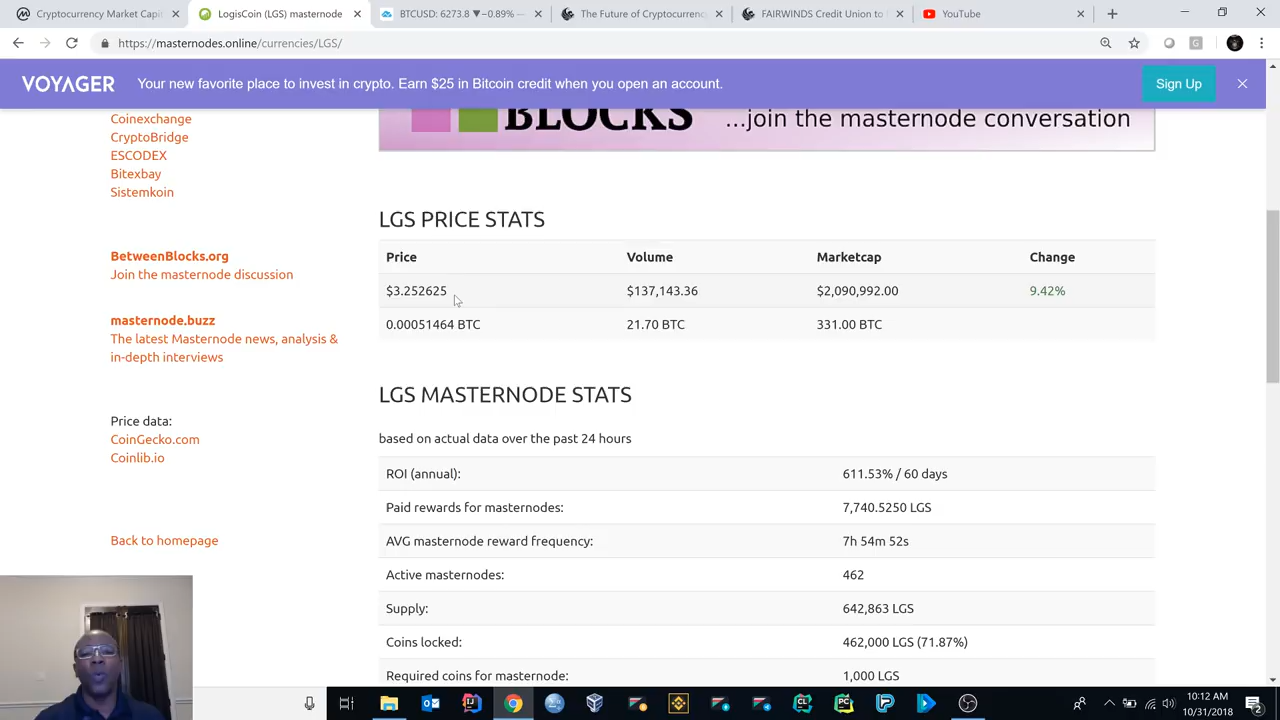 Cryptocurrency Market Capi
LogisCoin (LGS) masternode
BTCUSD: 6273.8 ▼−0.89% —
The Future of Cryptocurrenc
FAIRWINDS Credit Union to
YouTube
https://masternodes.online/currencies/LGS/
VOYAGER
Your new favorite place to invest in crypto. Earn $25 in Bitcoin credit when you open an account.
Sign Up
Coinexchange
CryptoBridge
ESCODEX
Bitexbay
Sistemkoin
BetweenBlocks.org
Join the masternode discussion
masternode.buzz
The latest Masternode news, analysis &
in-depth interviews
Price data:
CoinGecko.com
Coinlib.io
Back to homepage
BLOCKS
...join the masternode conversation
LGS PRICE STATS
Price Volume Marketcap Change
$3.252625 $137,143.36 $2,090,992.00 9.42%
0.00051464 BTC 21.70 BTC 331.00 BTC
LGS MASTERNODE STATS
based on actual data over the past 24 hours
ROI (annual): 611.53% / 60 days
Paid rewards for masternodes: 7,740.5250 LGS
AVG masternode reward frequency: 7h 54m 52s
Active masternodes: 462
Supply: 642,863 LGS
Coins locked: 462,000 LGS (71.87%)
Required coins for masternode: 1,000 LGS
10:12 AM
10/31/2018